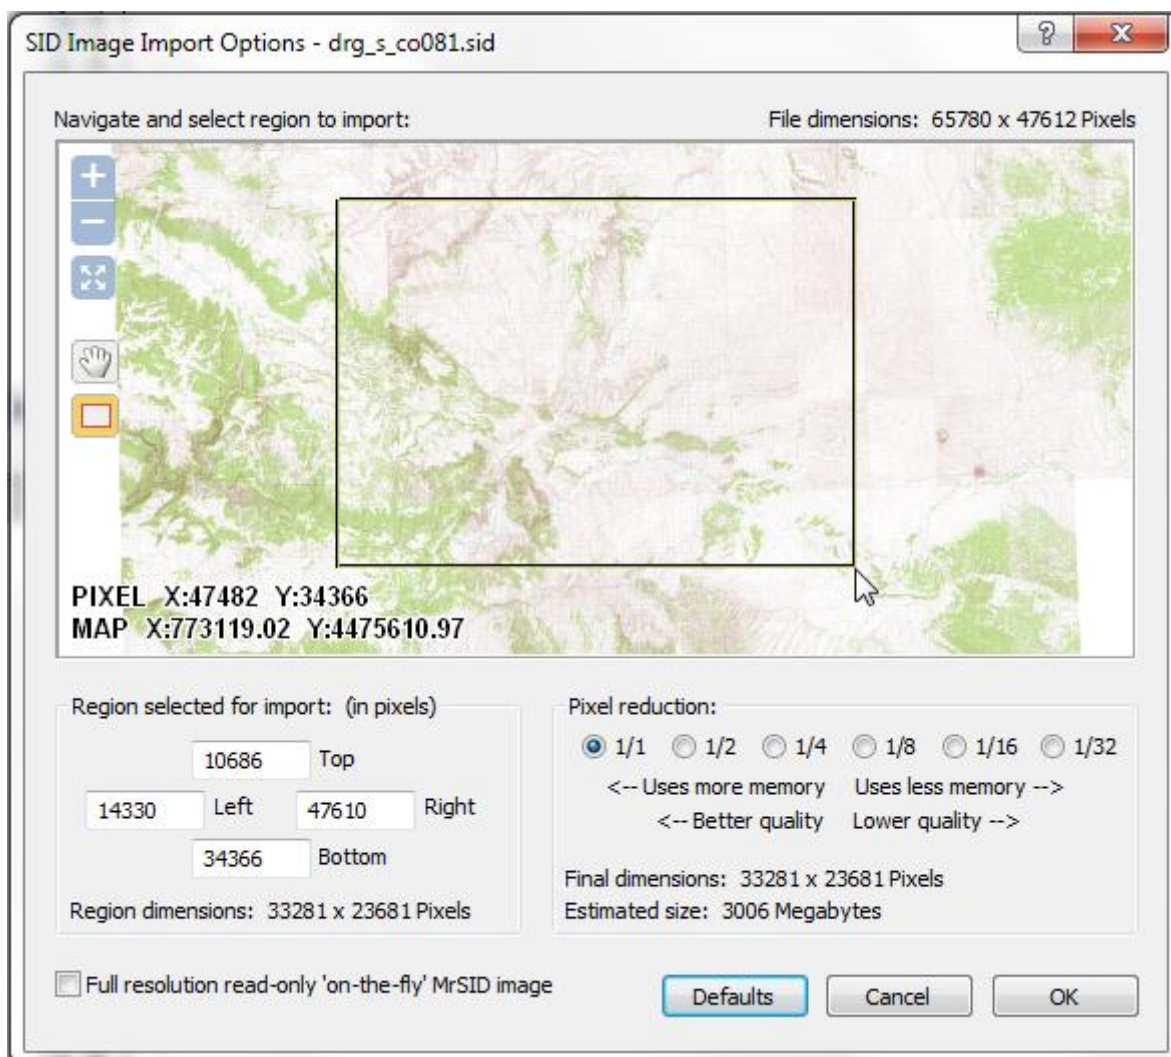 SID Image Import Options - drg_s_co081.sid
Navigate and select region to import:
File dimensions: 65780 x 47612 Pixels
PIXEL X:47482 Y:34366
MAP X:773119.02 Y:4475610.97
Region selected for import: (in pixels)
10686 Top
14330 Left 47610 Right
34366 Bottom
Region dimensions: 33281 x 23681 Pixels
Pixel reduction:
1/1 1/2 1/4 1/8 1/16 1/32
<-- Uses more memory Uses less memory -->
<-- Better quality Lower quality -->
Final dimensions: 33281 x 23681 Pixels
Estimated size: 3006 Megabytes
Full resolution read-only 'on-the-fly' MrSID image
Defaults Cancel OK